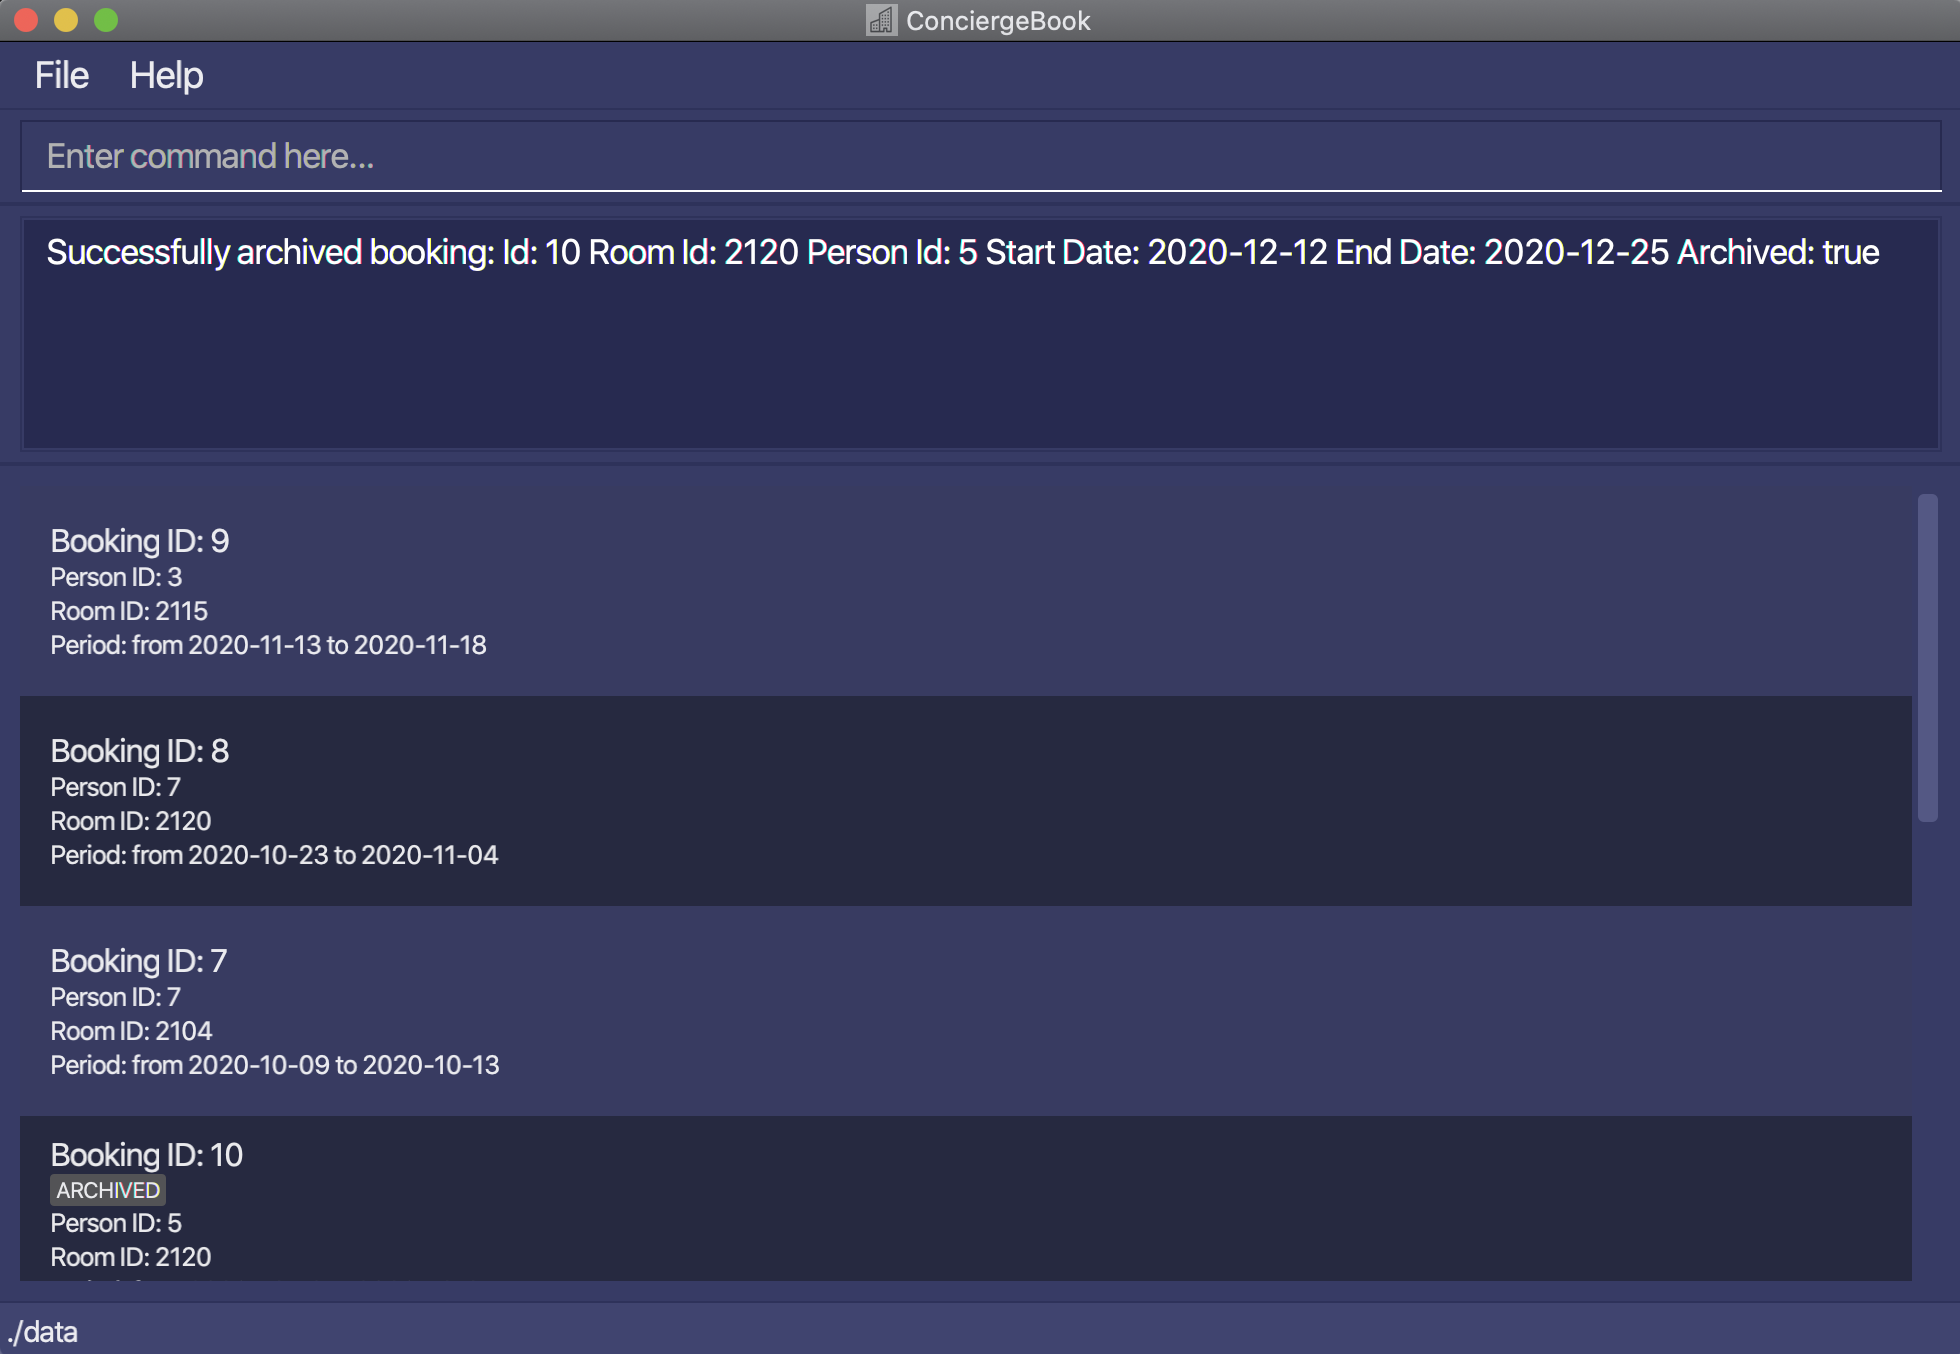 ConciergeBook
File Help
Enter command here...
Successfully archived booking: Id: 10 Room Id: 2120 Person Id: 5 Start Date: 2020-12-12 End Date: 2020-12-25 Archived: true
Booking ID: 9
Person ID: 3
Room ID: 2115
Period: from 2020-11-13 to 2020-11-18
Booking ID: 8
Person ID: 7
Room ID: 2120
Period: from 2020-10-23 to 2020-11-04
Booking ID: 7
Person ID: 7
Room ID: 2104
Period: from 2020-10-09 to 2020-10-13
Booking ID: 10
ARCHIVED
Person ID: 5
Room ID: 2120
./data